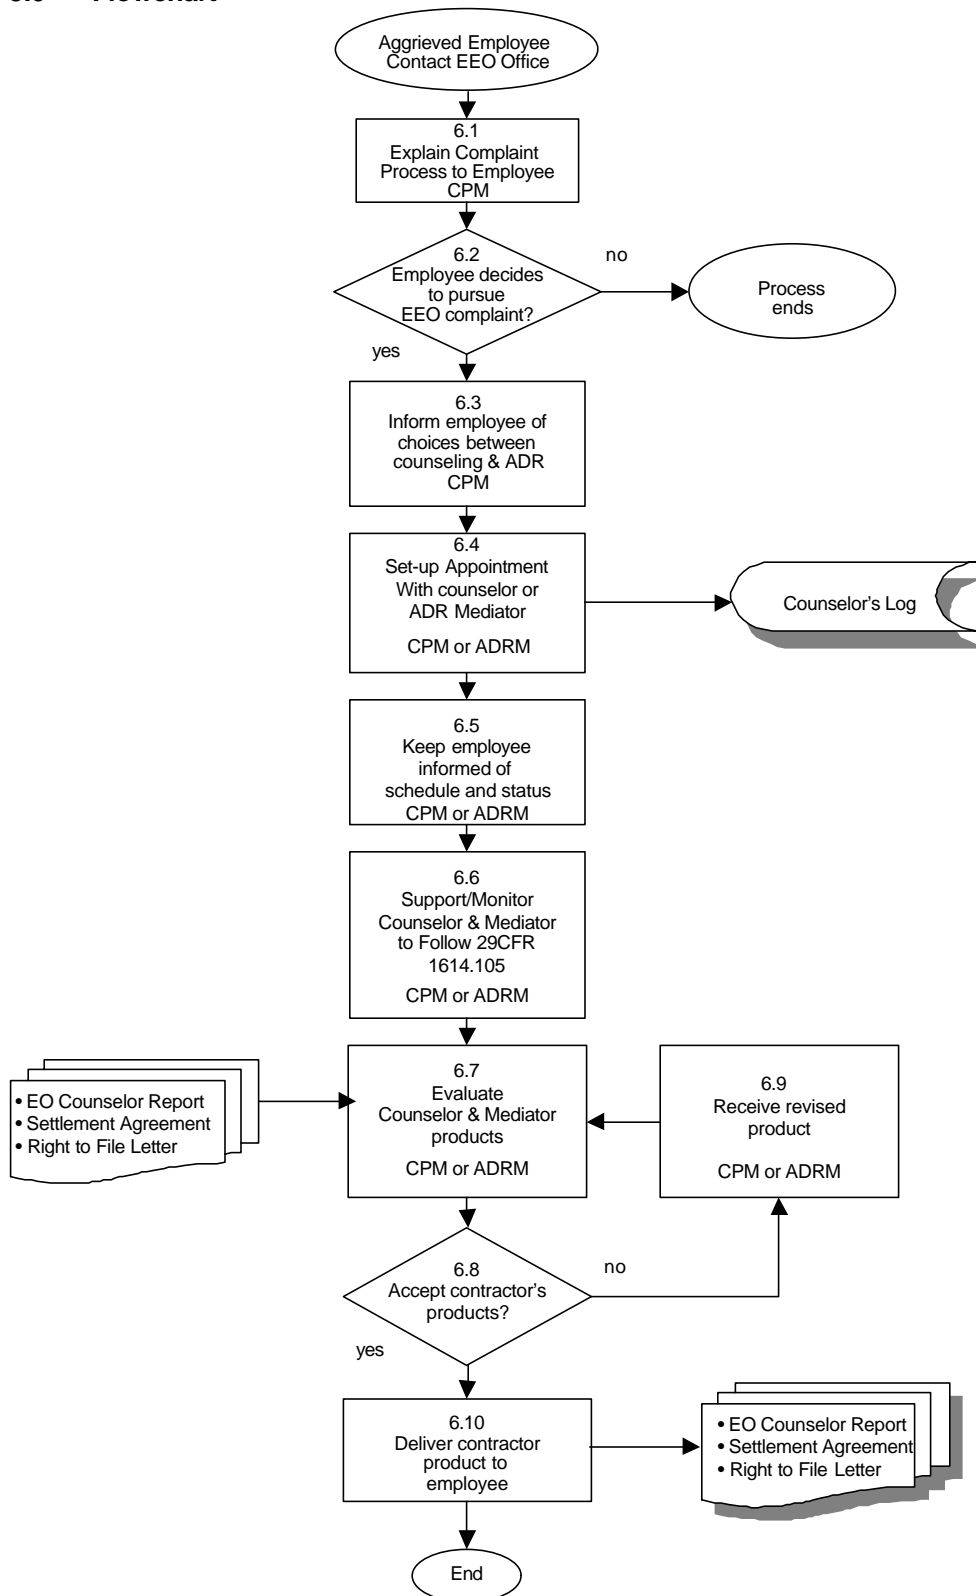 Aggrieved Employee
Contact EEO Office
6.1
Explain Complaint
Process to Employee
CPM
6.2
Employee decides
to pursue
EEO complaint?
no
Process
ends
yes
6.3
Inform employee of
choices between
counseling & ADR
CPM
6.4
Set-up Appointment
With counselor or
ADR Mediator
CPM or ADRM
Counselor's Log
6.5
Keep employee
informed of
schedule and status
CPM or ADRM
6.6
Support/Monitor
Counselor & Mediator
to Follow 29CFR
1614.105
CPM or ADRM
• EO Counselor Report
• Settlement Agreement
• Right to File Letter
6.7
Evaluate
Counselor & Mediator
products
CPM or ADRM
6.9
Receive revised
product
CPM or ADRM
6.8
Accept contractor's
products?
no
yes
6.10
Deliver contractor
product to
employee
• EO Counselor Report
• Settlement Agreement
• Right to File Letter
End